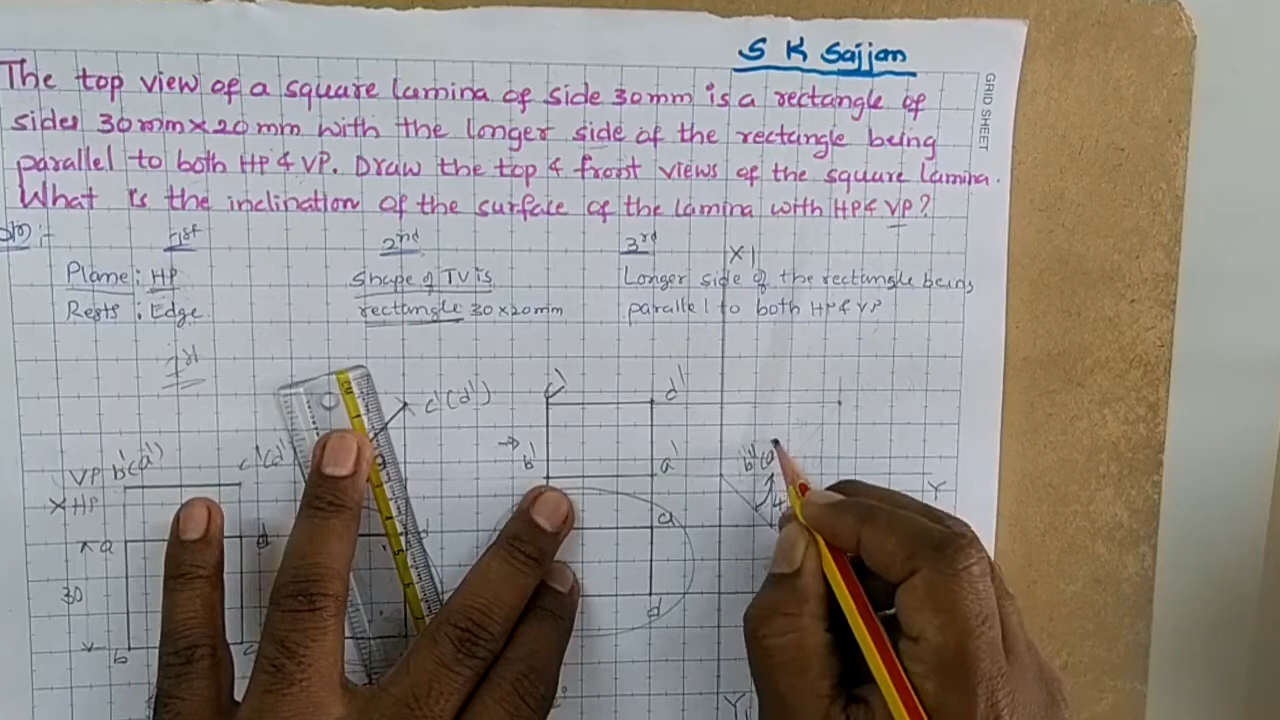 S K Sajjan
GRID SHEET
The top view of a square lamina of side 30mm is a rectangle of
sides 30mm×20mm with the longer side of the rectangle being
parallel to both HP & VP. Draw the top & front views of the square lamina.
What is the inclination of the surface of the lamina with HP & VP?
1st 2nd 3rd
X1
Plane: HP
Rests: Edge.
Shape of TV is
rectangle 30×20mm
Longer side of the rectangle being
parallel to both HP & VP
c' d'
c'(d')
b' a'
VP b'(a') c'(d'
X HP
Y
b''(a
a d
a
30
b
d
Y1